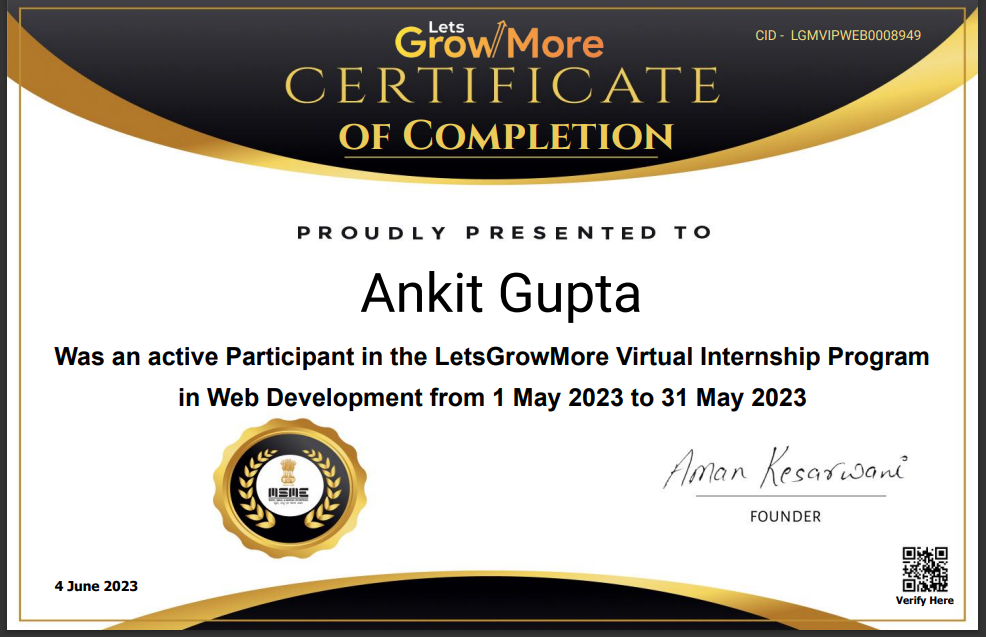 Lets
Grow More
CID - LGMVIPWEB0008949
CERTIFICATE
OF COMPLETION
PROUDLY PRESENTED TO
Ankit Gupta
Was an active Participant in the LetsGrowMore Virtual Internship Program
in Web Development from 1 May 2023 to 31 May 2023
MSME
Aman Kesarwani
FOUNDER
4 June 2023
Verify Here